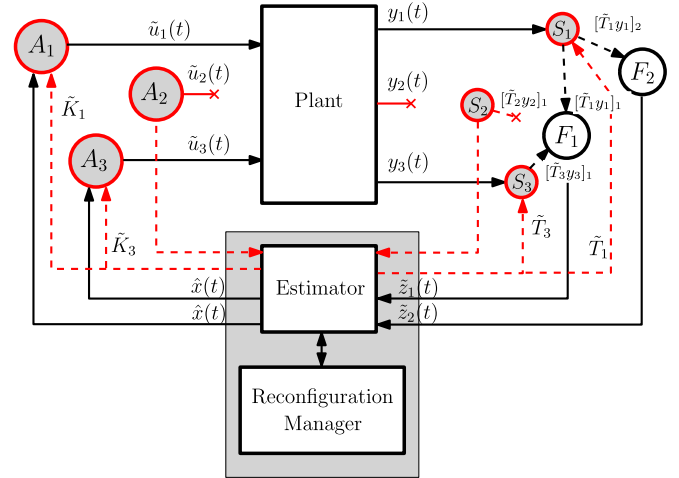 A₁
ũ₁(t)
y₁(t)
S₁
[T̃₁y₁]₂
F₂
K̃₁
A₂
ũ₂(t)
Plant
y₂(t)
S₂
[T̃₂y₂]₁
[T̃₁y₁]₁
F₁
A₃
ũ₃(t)
y₃(t)
S₃
[T̃₃y₃]₁
K̃₃
T̃₃
T̃₁
x̂(t)
Estimator
z̃₁(t)
x̂(t)
z̃₂(t)
Reconfiguration
Manager